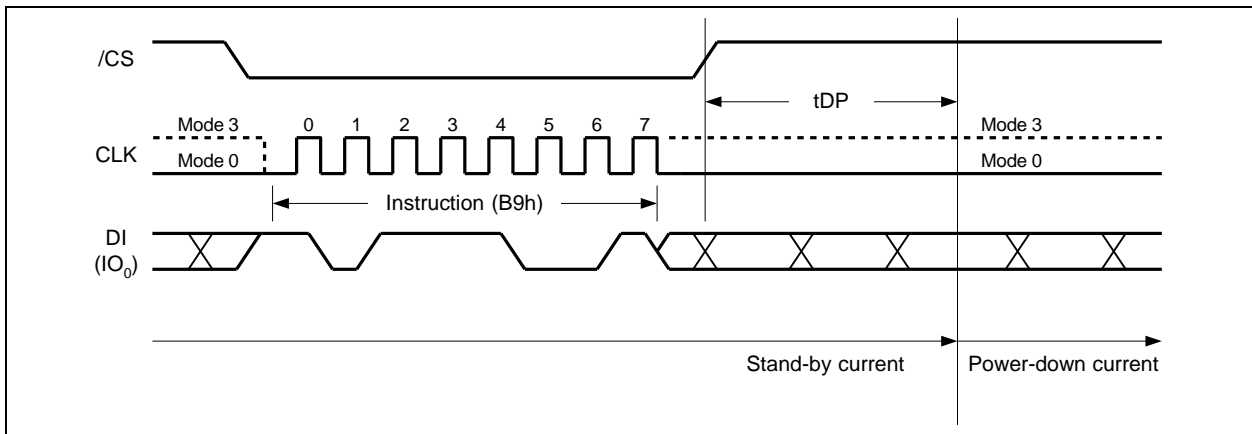 /CS
tDP
0 1 2 3 4 5 6 7
Mode 3
Mode 3
CLK
Mode 0
Mode 0
Instruction (B9h)
DI
(IO0)
Stand-by current
Power-down current